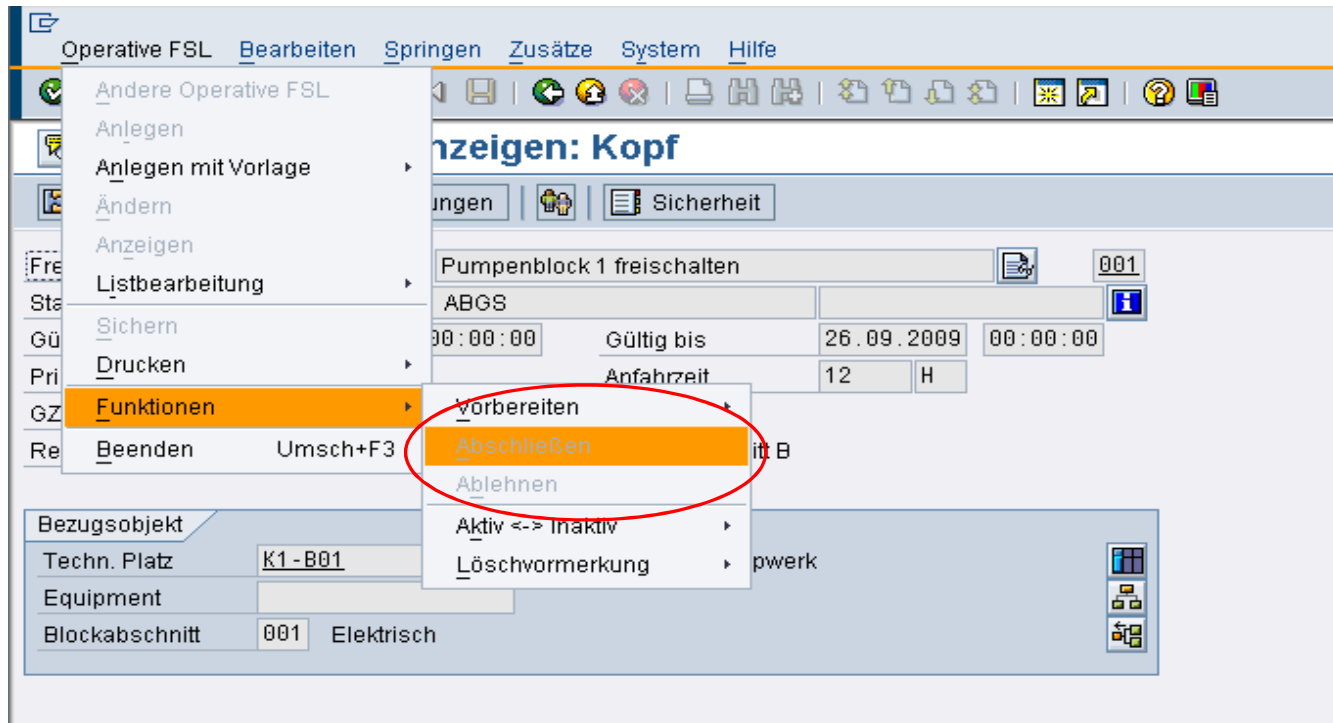 Operative FSL Bearbeiten Springen Zusätze System Hilfe
Andere Operative FSL
Anlegen
Anlegen mit Vorlage
Ändern
Anzeigen
Listbearbeitung
Sichern
Drucken
Funktionen
Beenden Umsch+F3
Vorbereiten
Abschließen
Ablehnen
Aktiv <-> Inaktiv
Löschvormerkung
nzeigen: Kopf
ungen Sicherheit
Fre Pumpenblock 1 freischalten 001
Sta ABGS
Gü 00:00:00 Gültig bis 26.09.2009 00:00:00
Pri Anfahrzeit 12 H
GZ
Re itt B
Bezugsobjekt
Techn. Platz K1-B01 pwerk
Equipment
Blockabschnitt 001 Elektrisch